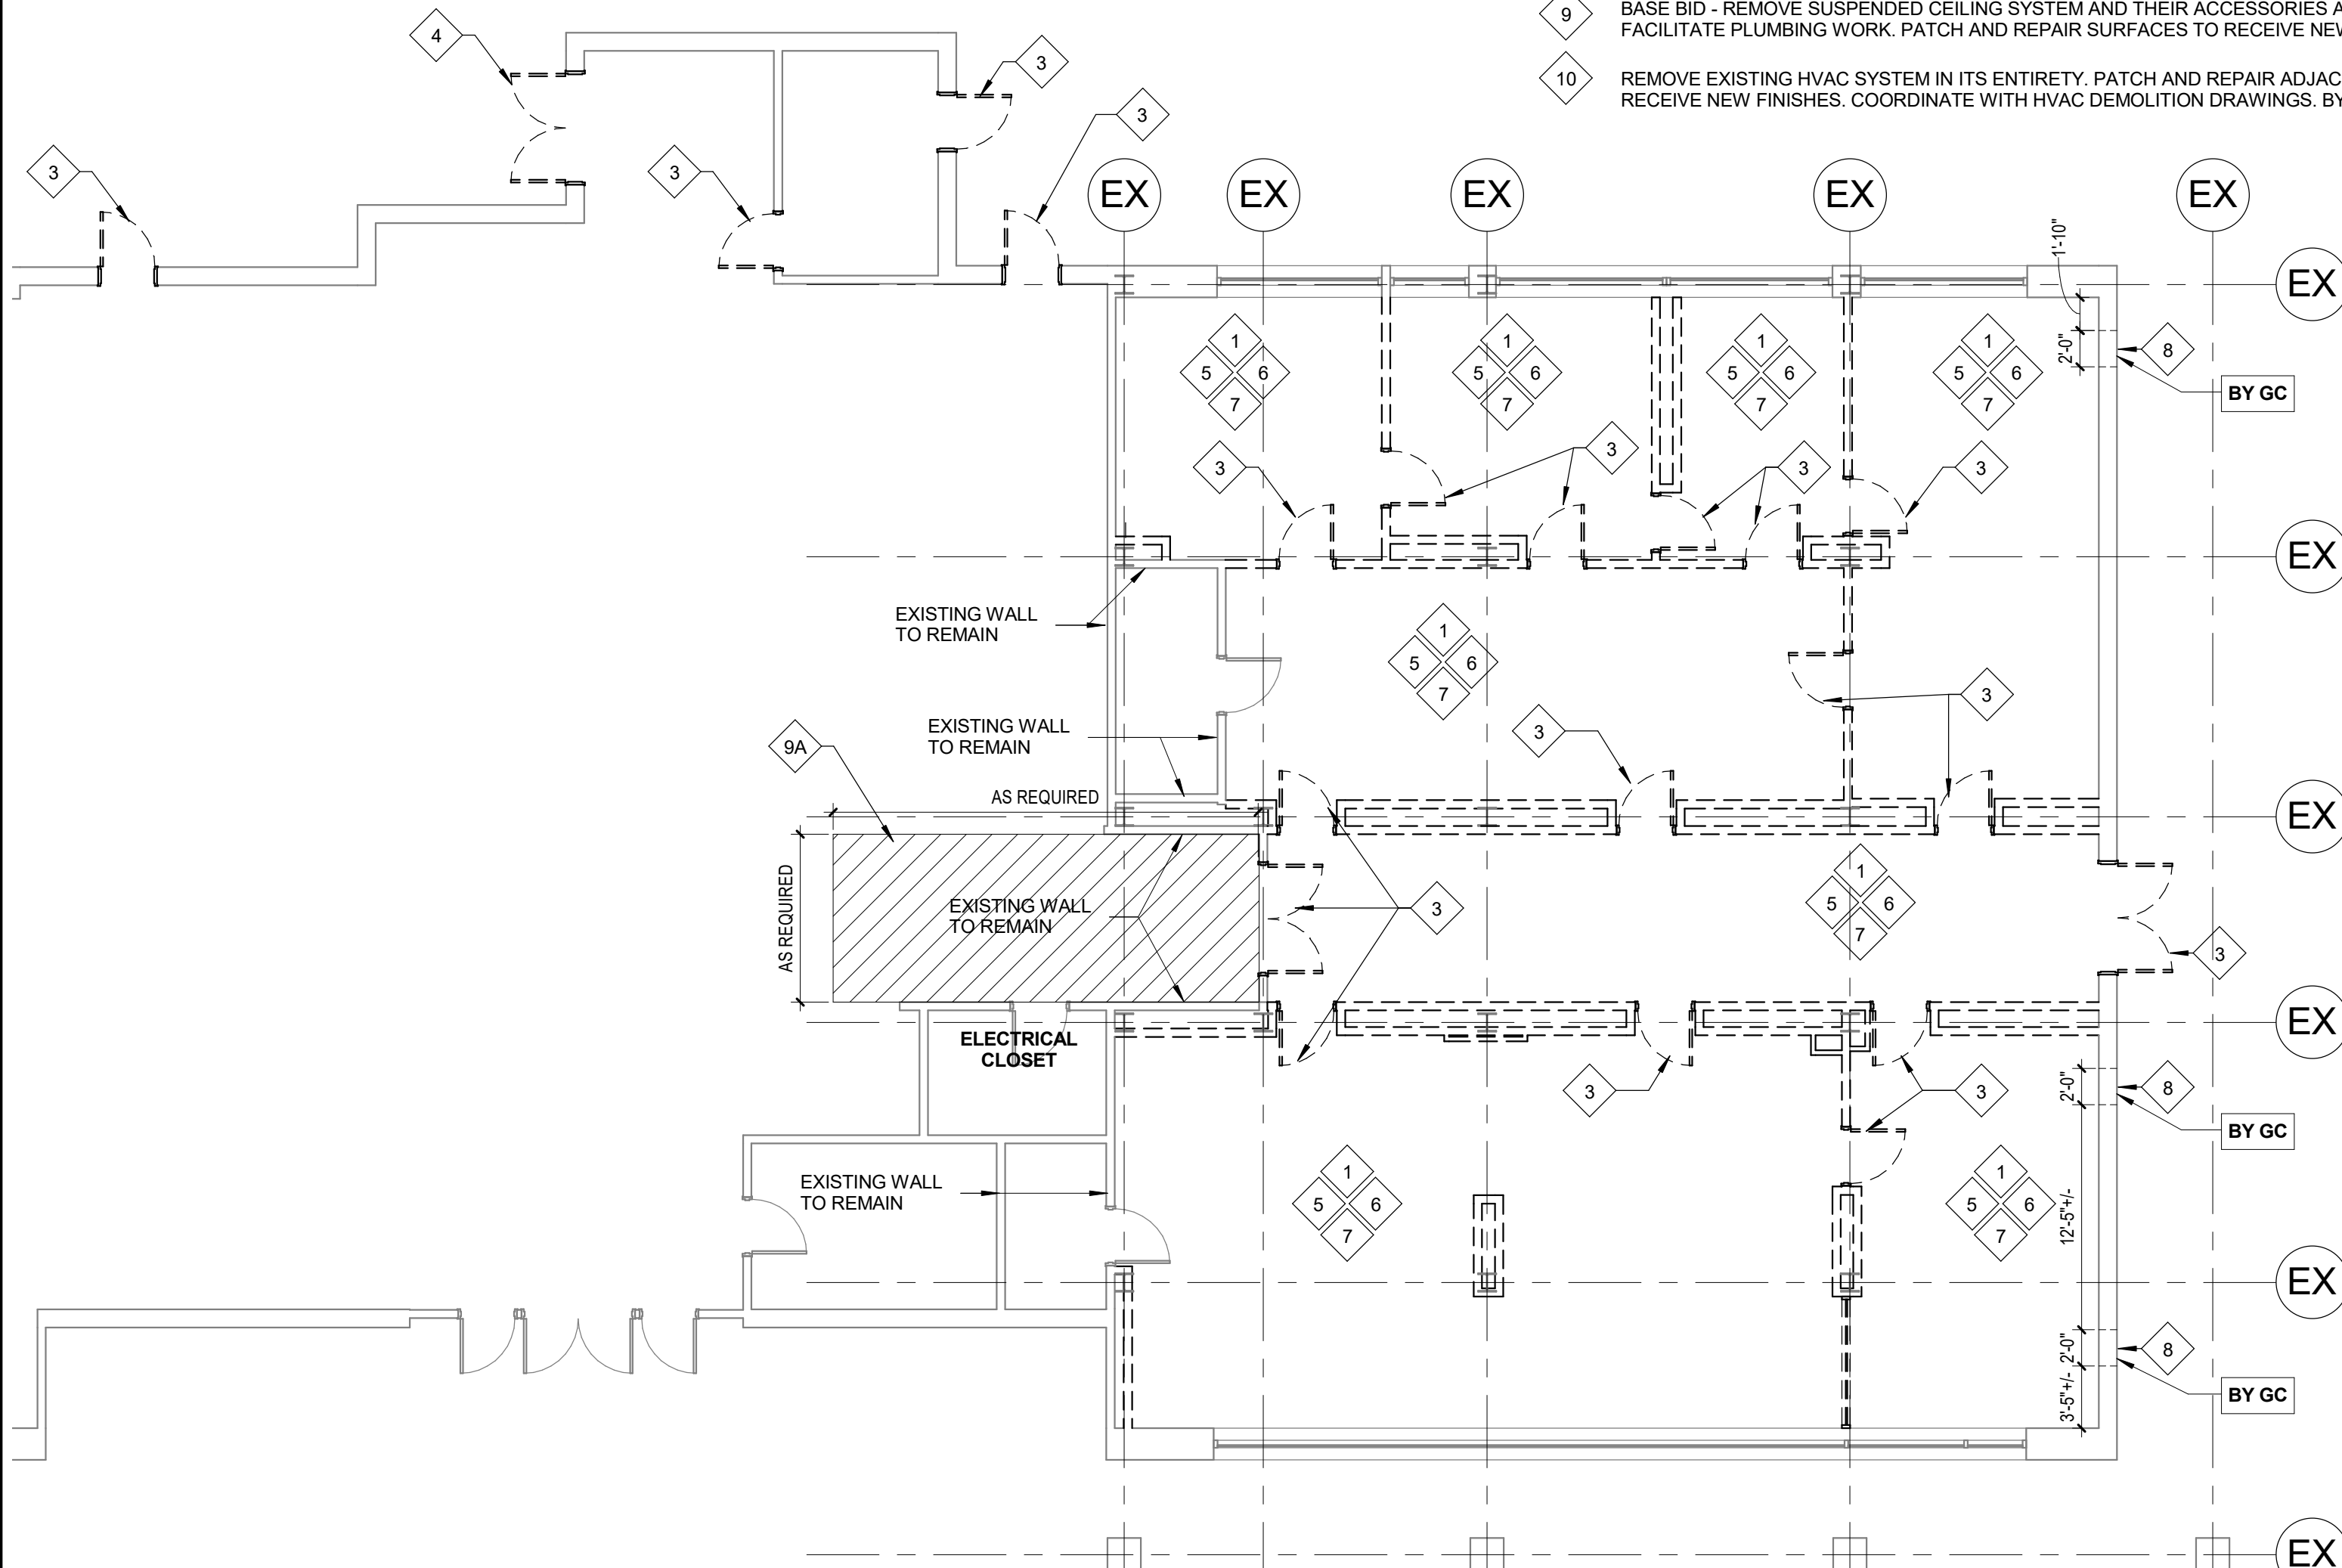 9
BASE BID - REMOVE SUSPENDED CEILING SYSTEM AND THEIR ACCESSORIES
FACILITATE PLUMBING WORK. PATCH AND REPAIR SURFACES TO RECEIVE
10
REMOVE EXISTING HVAC SYSTEM IN ITS ENTIRETY. PATCH AND REPAIR
RECEIVE NEW FINISHES. COORDINATE WITH HVAC DEMOLITION DRAWINGS.
4
3
3
3
3
EX
EX
EX
EX
EX
EX
1'-10"
2'-0"
8
BY GC
1
5
6
7
1
5
6
7
1
5
6
7
1
5
6
7
3
3
3
3
EX
EXISTING WALL
TO REMAIN
1
5
6
7
3
3
EXISTING WALL
TO REMAIN
9A
AS REQUIRED
EX
AS REQUIRED
EXISTING WALL
TO REMAIN
3
1
5
6
7
3
EX
ELECTRICAL
CLOSET
3
3
2'-0"
8
BY GC
EXISTING WALL
TO REMAIN
1
5
6
7
1
5
6
7
12'-5"+/-
EX
2'-0"
8
3'-5"+/-
BY GC
EX